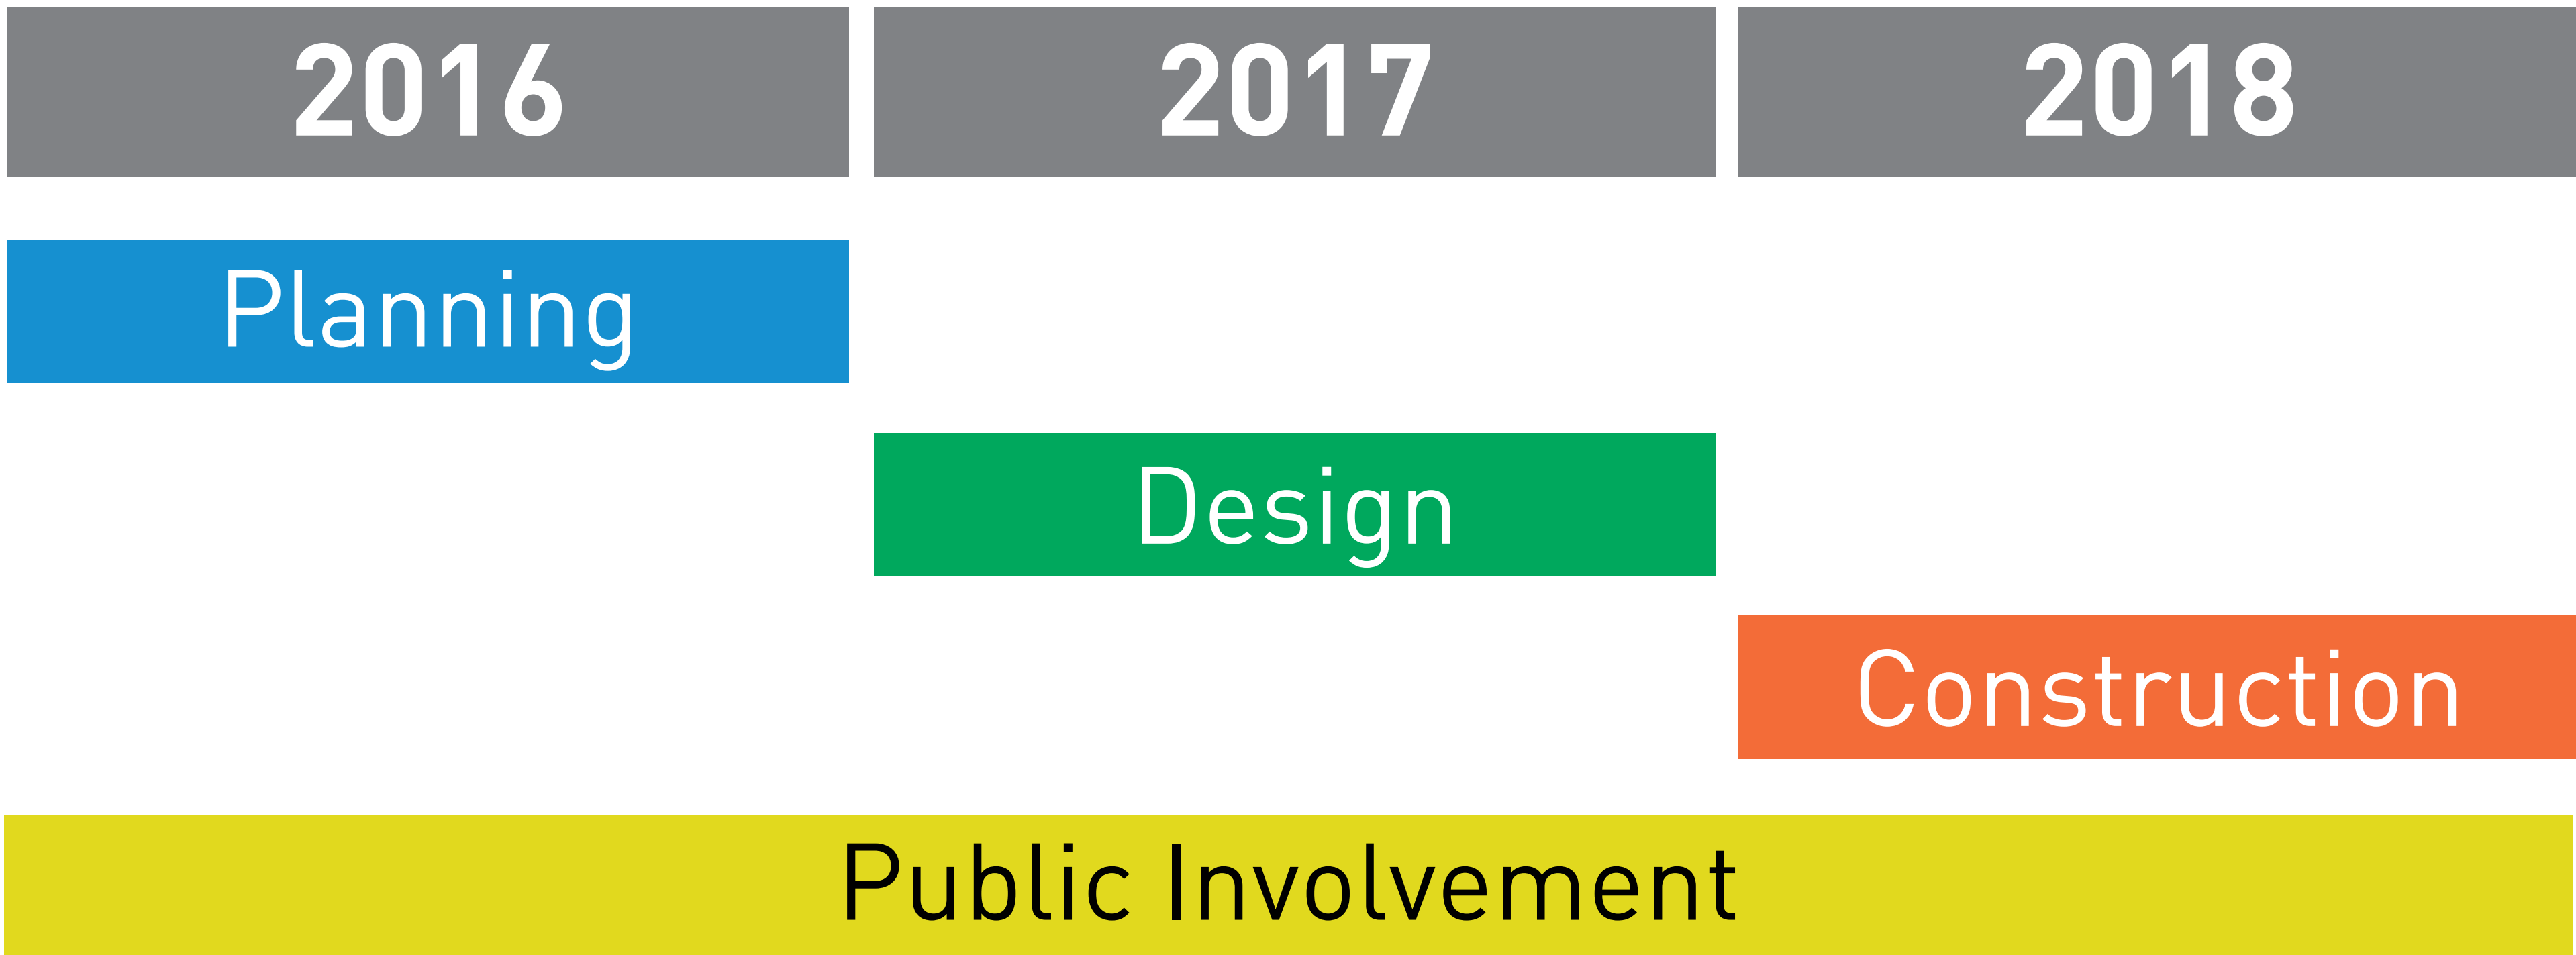 2016 2017 2018
Planning
Design
Construction
Public Involvement